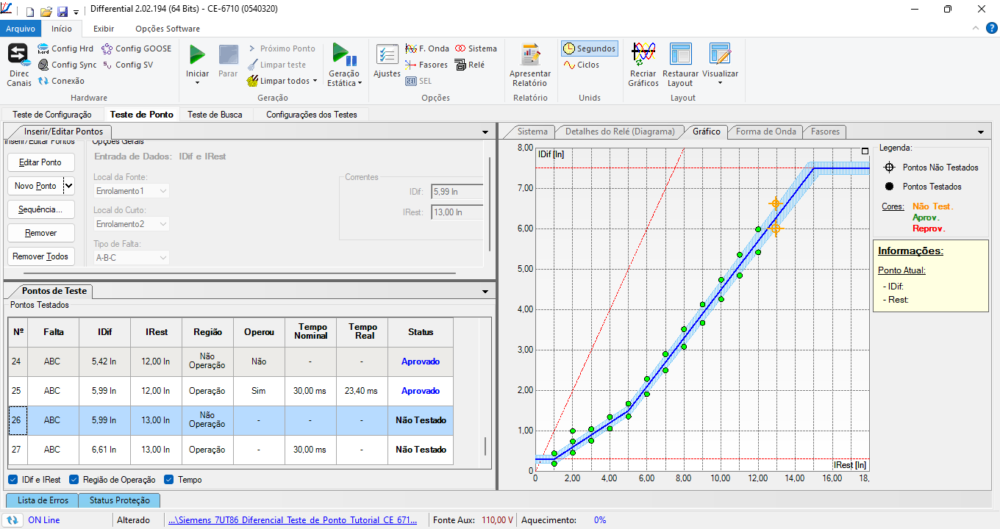 Differential 2.02.194 (64 Bits) - CE-6710 (0540320)
Arquivo Início Exibir Opções Software
Direc Canais
Config Hrd
Config Sync
Conexão
Config GOOSE
Config SV
Hardware
Iniciar
Parar
Próximo Ponto
Limpar teste
Limpar todos
Geração Estática
Geração
Ajustes
F. Onda
Fasores
SEL
Sistema
Relé
Opções
Apresentar Relatório
Relatório
Segundos
Ciclos
Unids
Recriar Gráficos
Restaurar Layout
Visualizar
Layout
Teste de Configuração Teste de Ponto Teste de Busca Configurações dos Testes
Inserir/Editar Pontos
Inserir/Editar Pontos
Editar Ponto
Novo Ponto
Sequência...
Remover
Remover Todos
Opções Gerais
Entrada de Dados: IDif e IRest
Local da Fonte:
Enrolamento1
Local do Curto:
Enrolamento2
Tipo de Falta:
A-B-C
Correntes
IDif: 5,99 In
IRest: 13,00 In
Pontos de Teste
Pontos Testados
Nº Falta IDif IRest Região Operou Tempo Nominal Tempo Real Status
24 ABC 5,42 In 12,00 In Não Operação Não - - Aprovado
25 ABC 5,99 In 12,00 In Operação Sim 30,00 ms 23,40 ms Aprovado
26 ABC 5,99 In 13,00 In Não Operação - - - Não Testado
27 ABC 6,61 In 13,00 In Operação - 30,00 ms - Não Testado
IDif e IRest Região de Operação Tempo
Sistema Detalhes do Relé (Diagrama) Gráfico Forma de Onda Fasores
IDif [In]
8,00
7,00
6,00
5,00
4,00
3,00
2,00
1,00
0
IRest [In]
0 2,00 4,00 6,00 8,00 10,00 12,00 14,00 16,00 18,
Legenda:
Pontos Não Testados
Pontos Testados
Cores: Não Test.
Aprov.
Reprov.
Informações:
Ponto Atual:
- IDif:
- Rest:
Lista de Erros Status Proteção
ON Line Alterado ...\Siemens_7UT86_Diferencial_Teste_de_Ponto_Tutorial_CE_671... Fonte Aux: 110,00 V Aquecimento: 0%